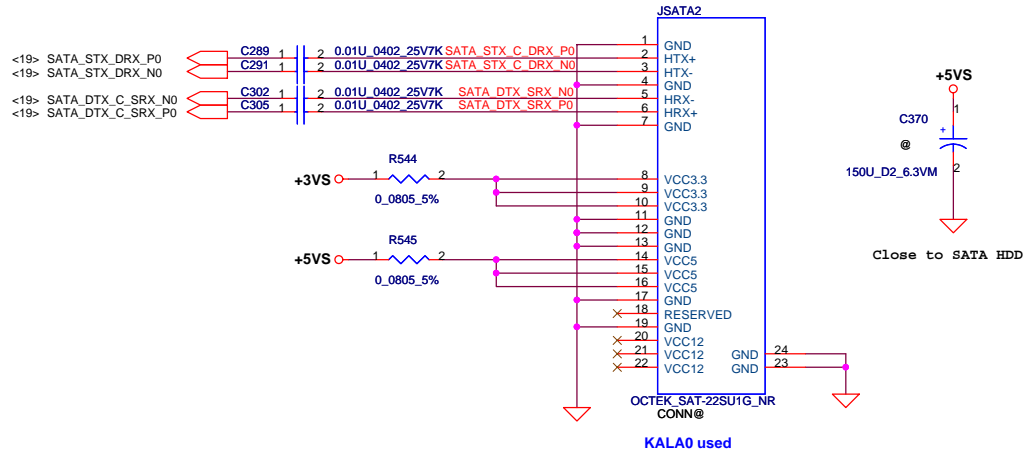 JSATA2
<19> SATA_STX_DRX_P0 C289 1 2 0.01U_0402_25V7K SATA_STX_C_DRX_P0
<19> SATA_STX_DRX_N0 C291 1 2 0.01U_0402_25V7K SATA_STX_C_DRX_N0
<19> SATA_DTX_C_SRX_N0 C302 1 2 0.01U_0402_25V7K SATA_DTX_SRX_N0
<19> SATA_DTX_C_SRX_P0 C305 1 2 0.01U_0402_25V7K SATA_DTX_SRX_P0
1 GND
2 HTX+
3 HTX-
4 GND
5 HRX-
6 HRX+
7 GND
R544
+3VS 1 2
0_0805_5%
8 VCC3.3
9 VCC3.3
10 VCC3.3
11 GND
12 GND
13 GND
R545
+5VS 1 2
0_0805_5%
14 VCC5
15 VCC5
16 VCC5
17 GND
18 RESERVED
19 GND
20 VCC12
21 VCC12
22 VCC12
GND 24
GND 23
OCTEK_SAT-22SU1G_NR
CONN@
KALA0 used
+5VS
1
C370
+
@
150U_D2_6.3VM
2
Close to SATA HDD